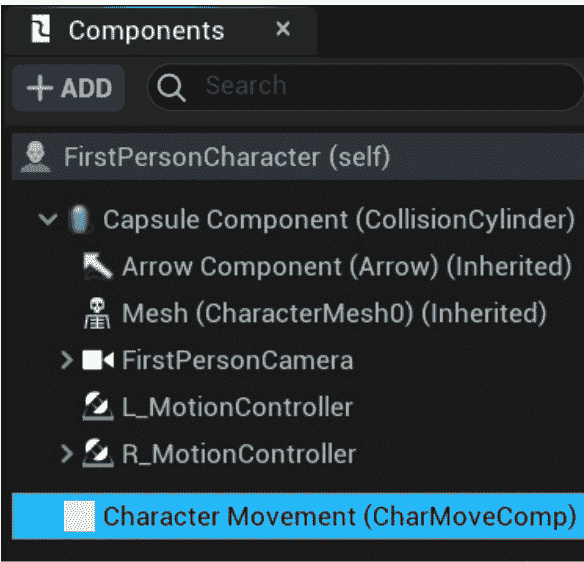 Components
ADD
Search
FirstPersonCharacter (self)
Capsule Component (CollisionCylinder)
Arrow Component (Arrow) (Inherited)
Mesh (CharacterMesh0) (Inherited)
FirstPersonCamera
L_MotionController
R_MotionController
Character Movement (CharMoveComp)